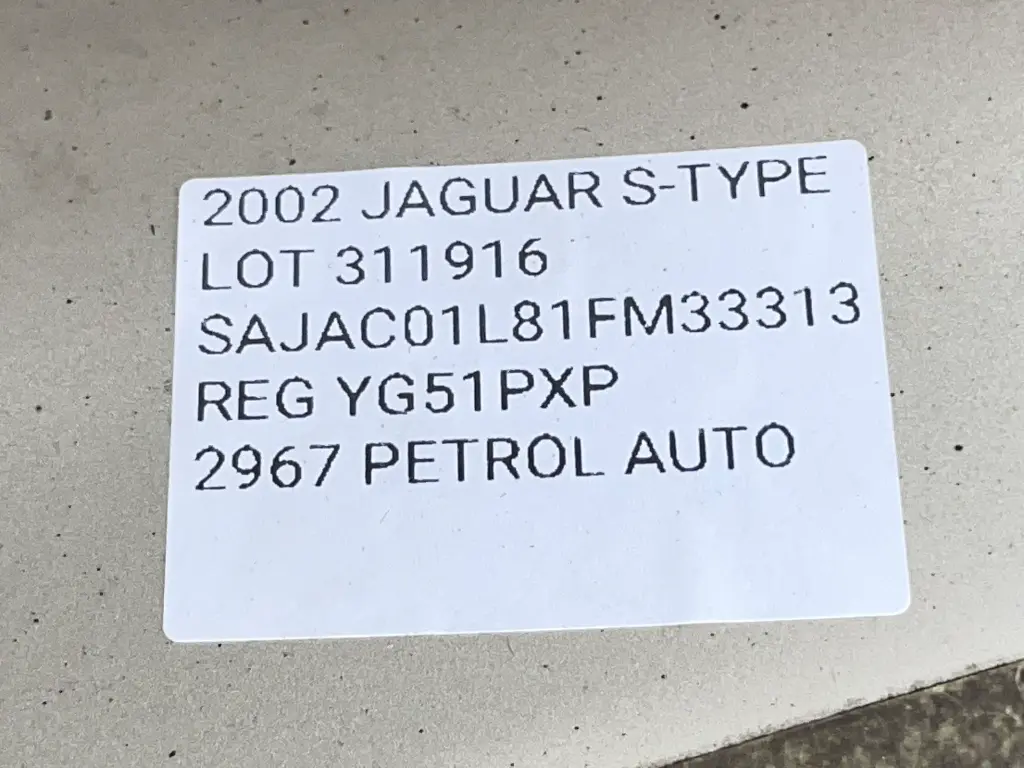 2002 JAGUAR S-TYPE
LOT 311916
SAJAC01L81FM33313
REG YG51PXP
2967 PETROL AUTO